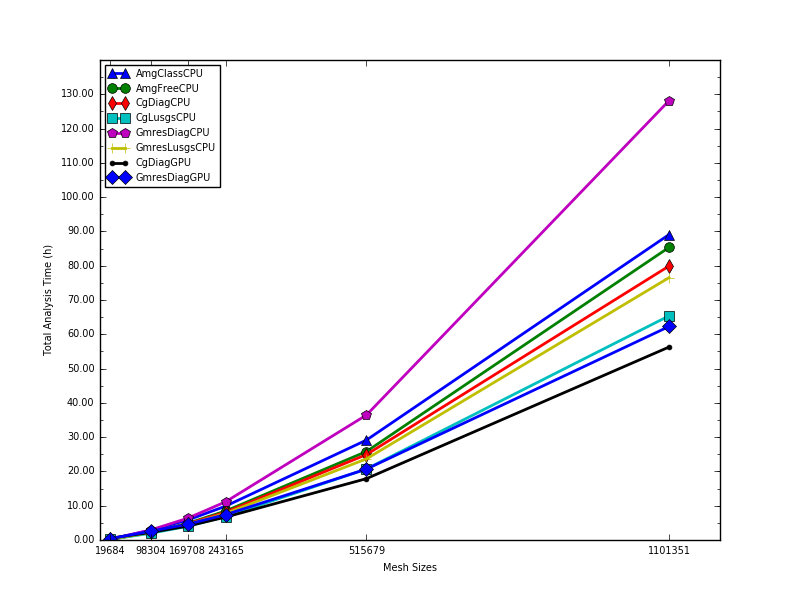 AmgClassCPU
AmgFreeCPU
CgDiagCPU
CgLusgsCPU
GmresDiagCPU
GmresLusgsCPU
CgDiagGPU
GmresDiagGPU
130.00
120.00
110.00
100.00
90.00
80.00
70.00
60.00
50.00
40.00
30.00
20.00
10.00
0.00
Total Analysis Time (h)
19684 98304 169708 243165 515679 1101351
Mesh Sizes